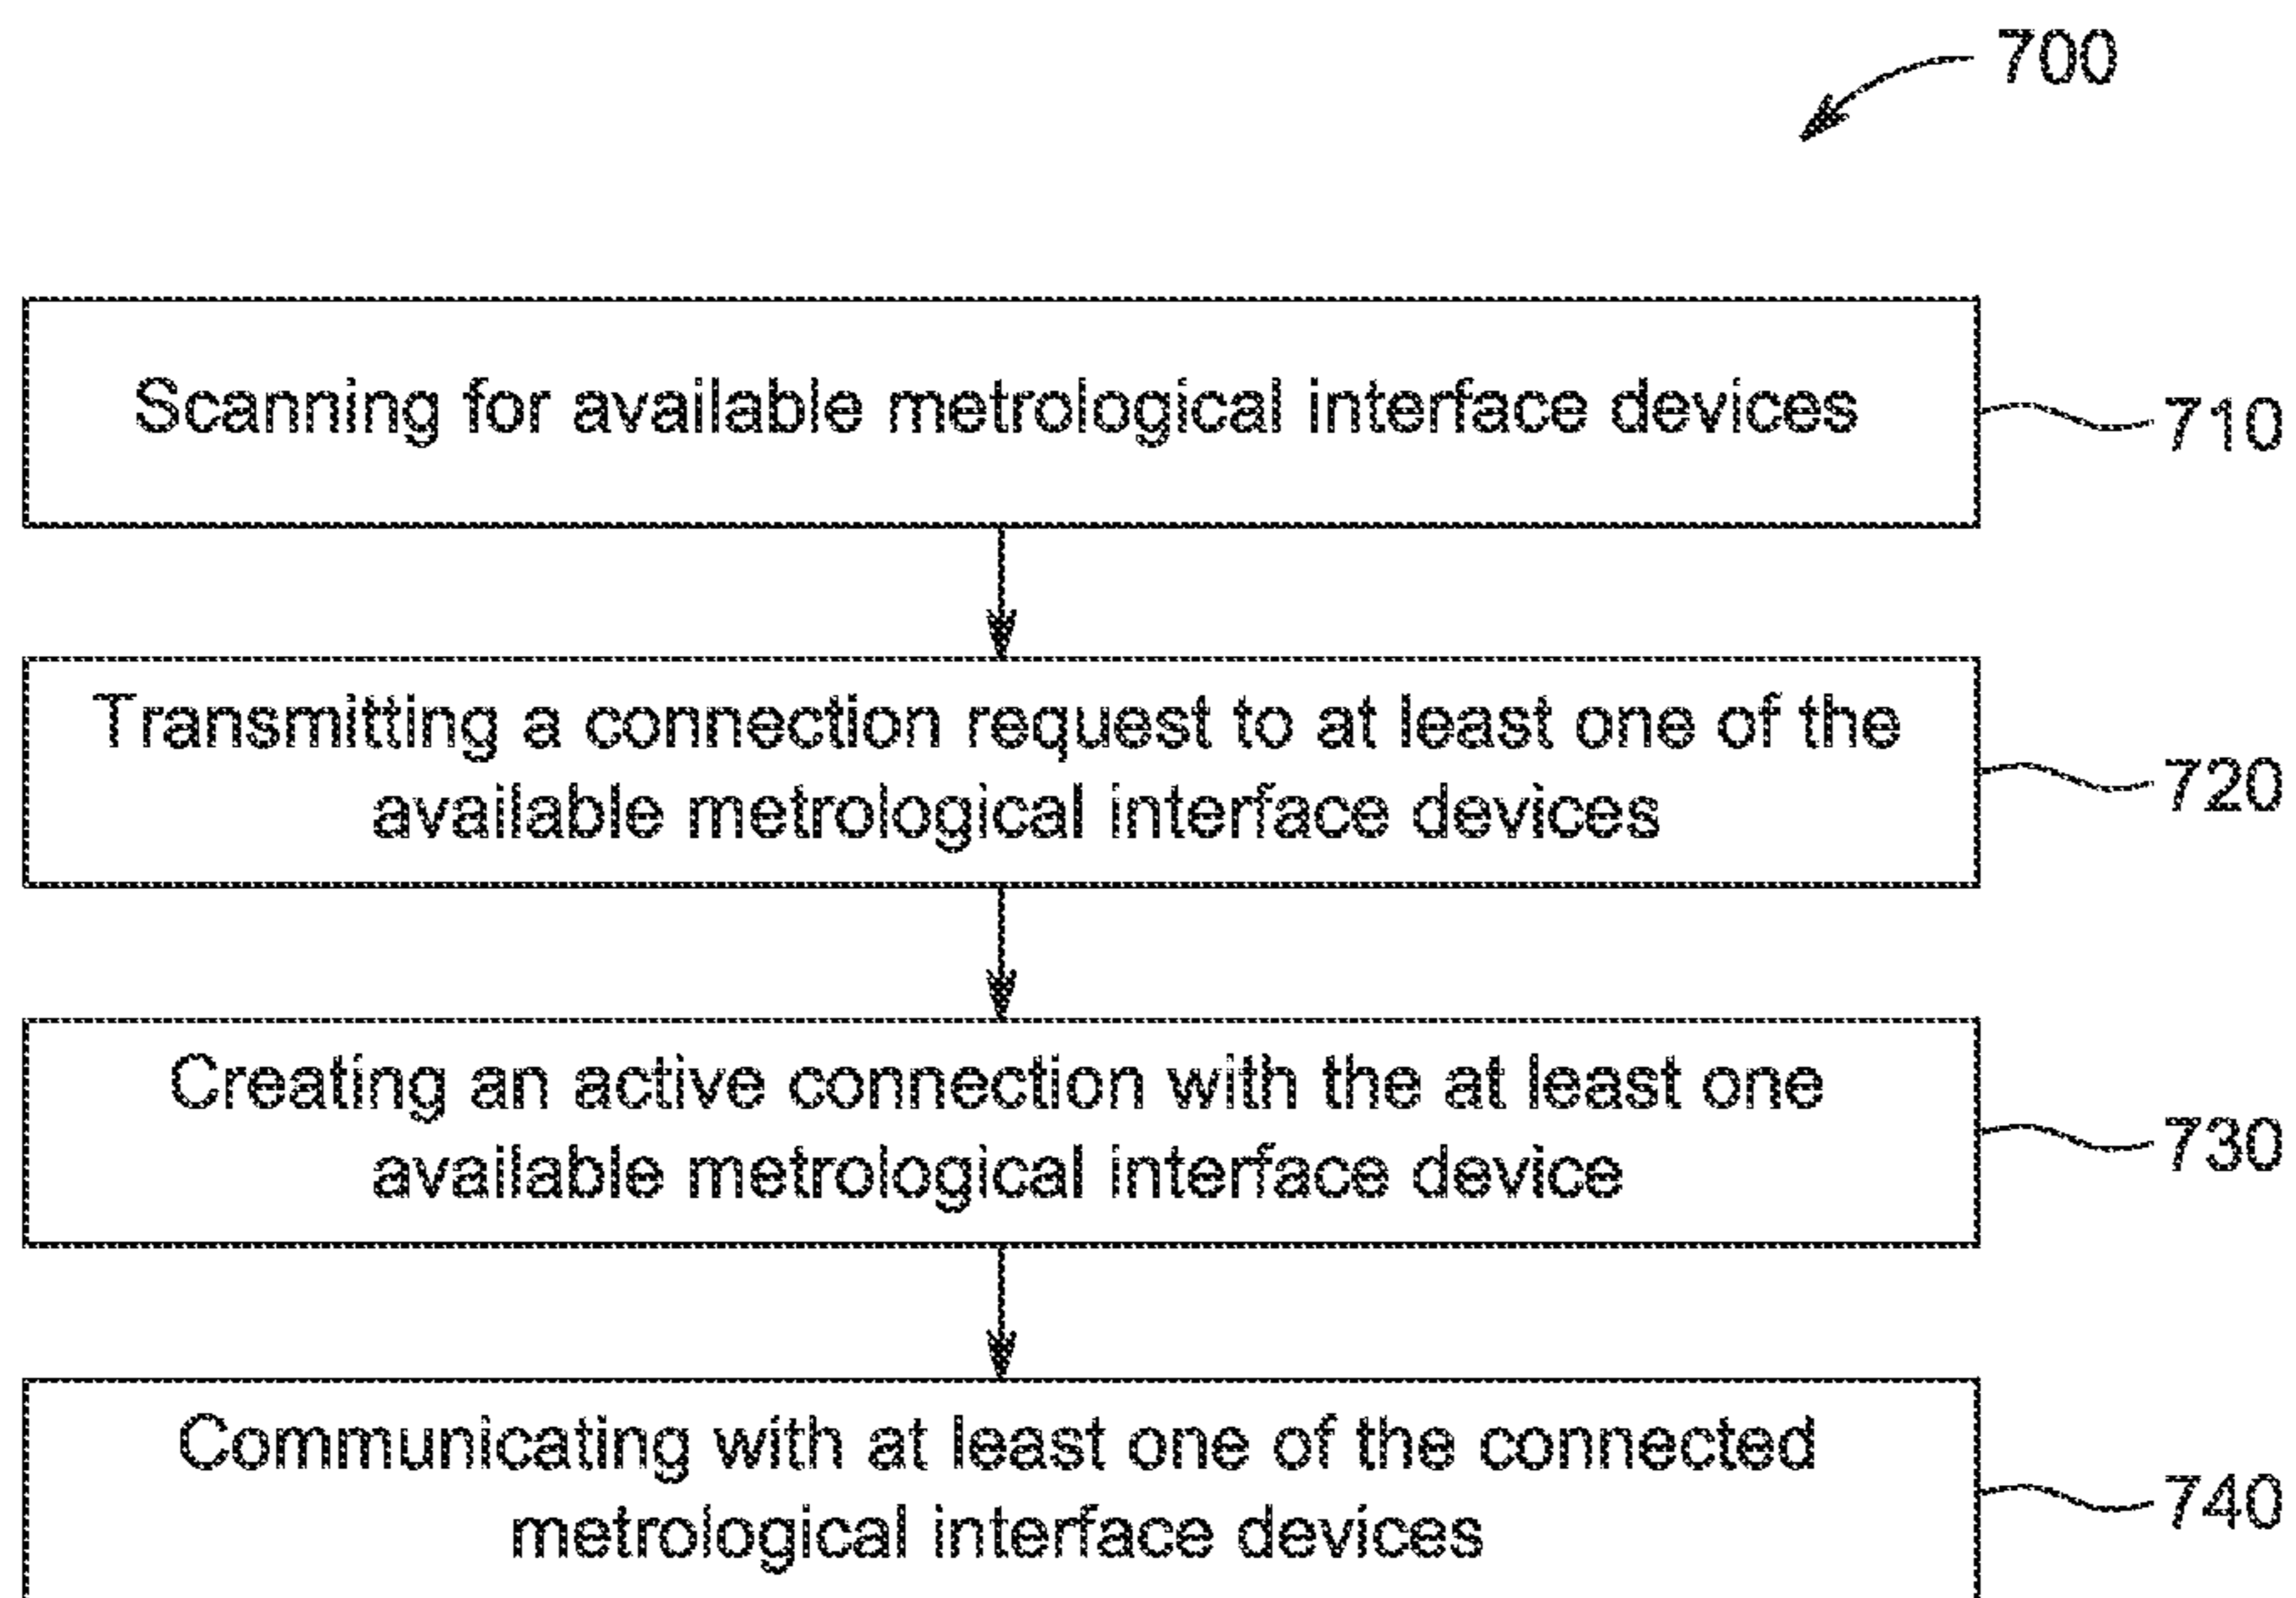 700
Scanning for available metrological interface devices
710
Transmitting a connection request to at least one of the
available metrological interface devices
720
Creating an active connection with the at least one
available metrological interface device
730
Communicating with at least one of the connected
metrological interface devices
740